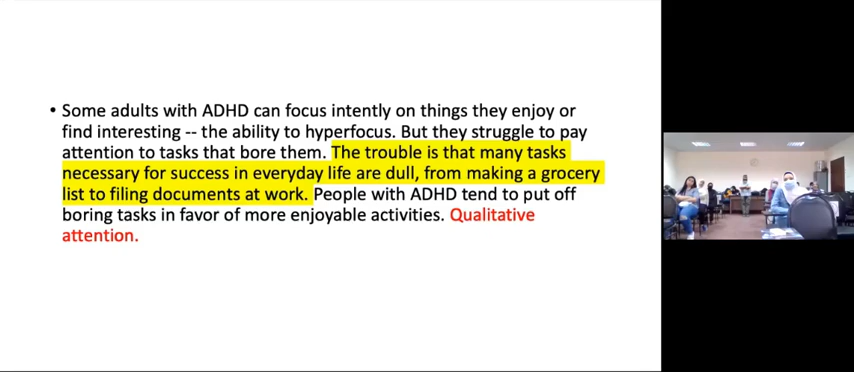 • Some adults with ADHD can focus intently on things they enjoy or
find interesting -- the ability to hyperfocus. But they struggle to pay
attention to tasks that bore them. The trouble is that many tasks
necessary for success in everyday life are dull, from making a grocery
list to filing documents at work. People with ADHD tend to put off
boring tasks in favor of more enjoyable activities. Qualitative
attention.